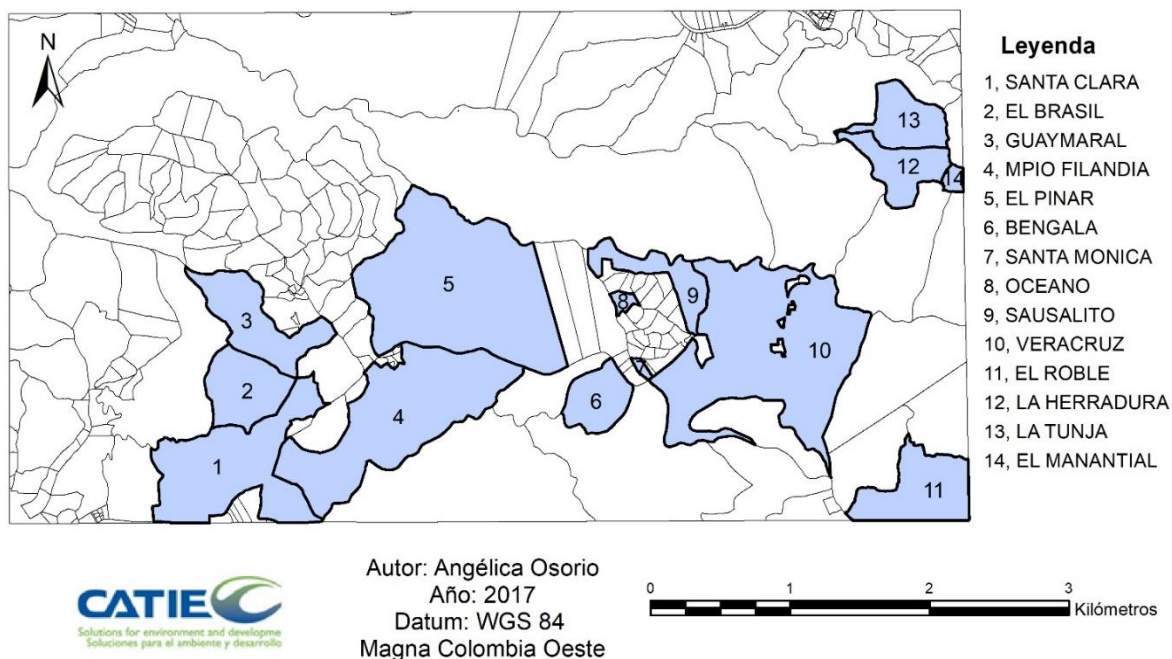 N
Leyenda
1, SANTA CLARA
2, EL BRASIL
3, GUAYMARAL
4, MPIO FILANDIA
5, EL PINAR
6, BENGALA
7, SANTA MONICA
8, OCEANO
9, SAUSALITO
10, VERACRUZ
11, EL ROBLE
12, LA HERRADURA
13, LA TUNJA
14, EL MANANTIAL
13
12
14
5
3
8
9
10
2
7
6
4
1
11
CATIE
Solutions for environment and developme
Soluciones para el ambiente y desarrollo
Autor: Angélica Osorio
Año: 2017
Datum: WGS 84
Magna Colombia Oeste
0 1 2 3
Kilómetros